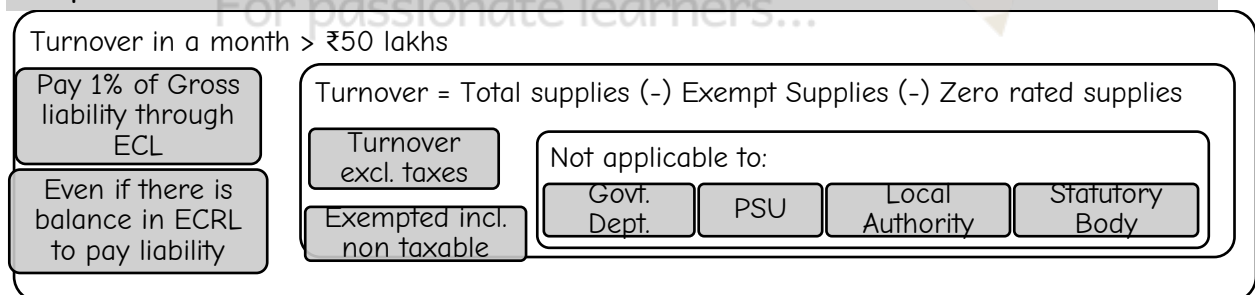 For passionate learners...
Turnover in a month > ₹50 lakhs
Pay 1% of Gross
liability through
ECL
Even if there is
balance in ECRL
to pay liability
Turnover = Total supplies (-) Exempt Supplies (-) Zero rated supplies
Turnover
excl. taxes
Exempted incl.
non taxable
Not applicable to:
Govt.
Dept.
PSU
Local
Authority
Statutory
Body